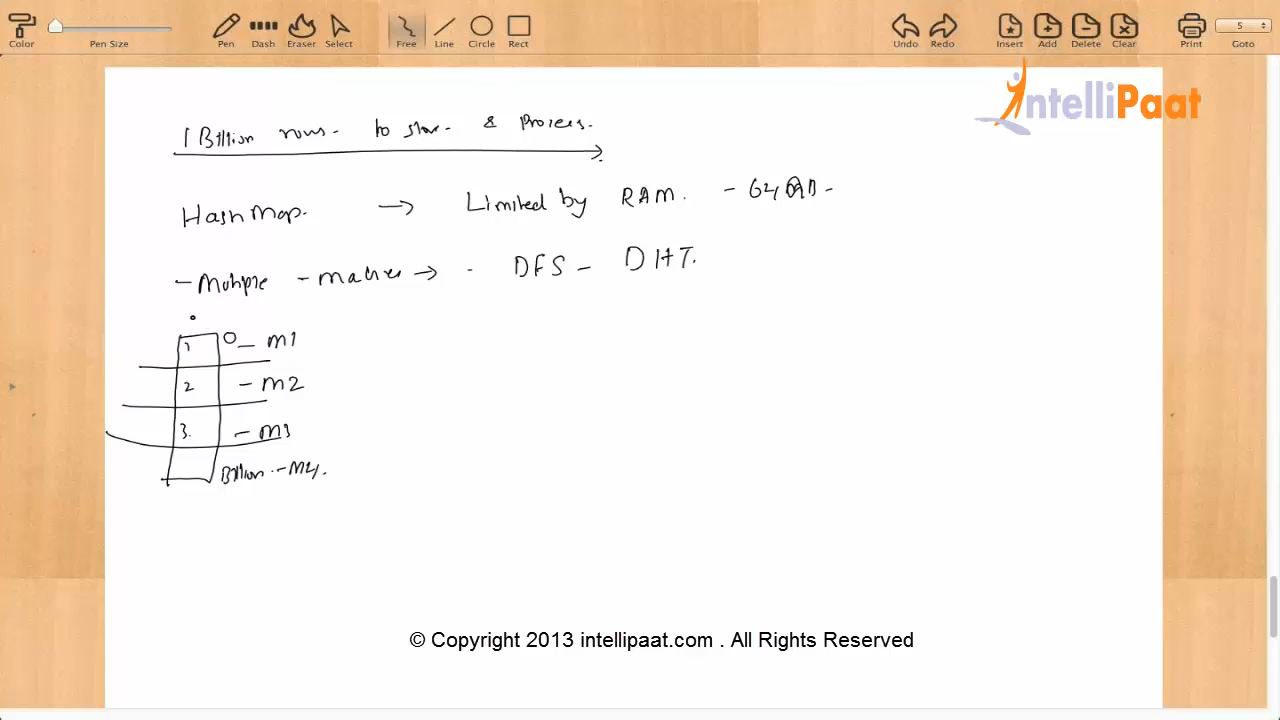 Color Pen Size Pen Dash Eraser Select Free Line Circle Rect Undo Redo Insert Add Delete Clear Print 5 Goto
IntelliPaat
1 Billion rows. to store & Process.
HashMap. → Limited by RAM. - 64
- Multiple - machines → - DFS - DHT.
1 0 - m1
2 - m2
3. - m3
Billion - M4.
© Copyright 2013 intellipaat.com . All Rights Reserved